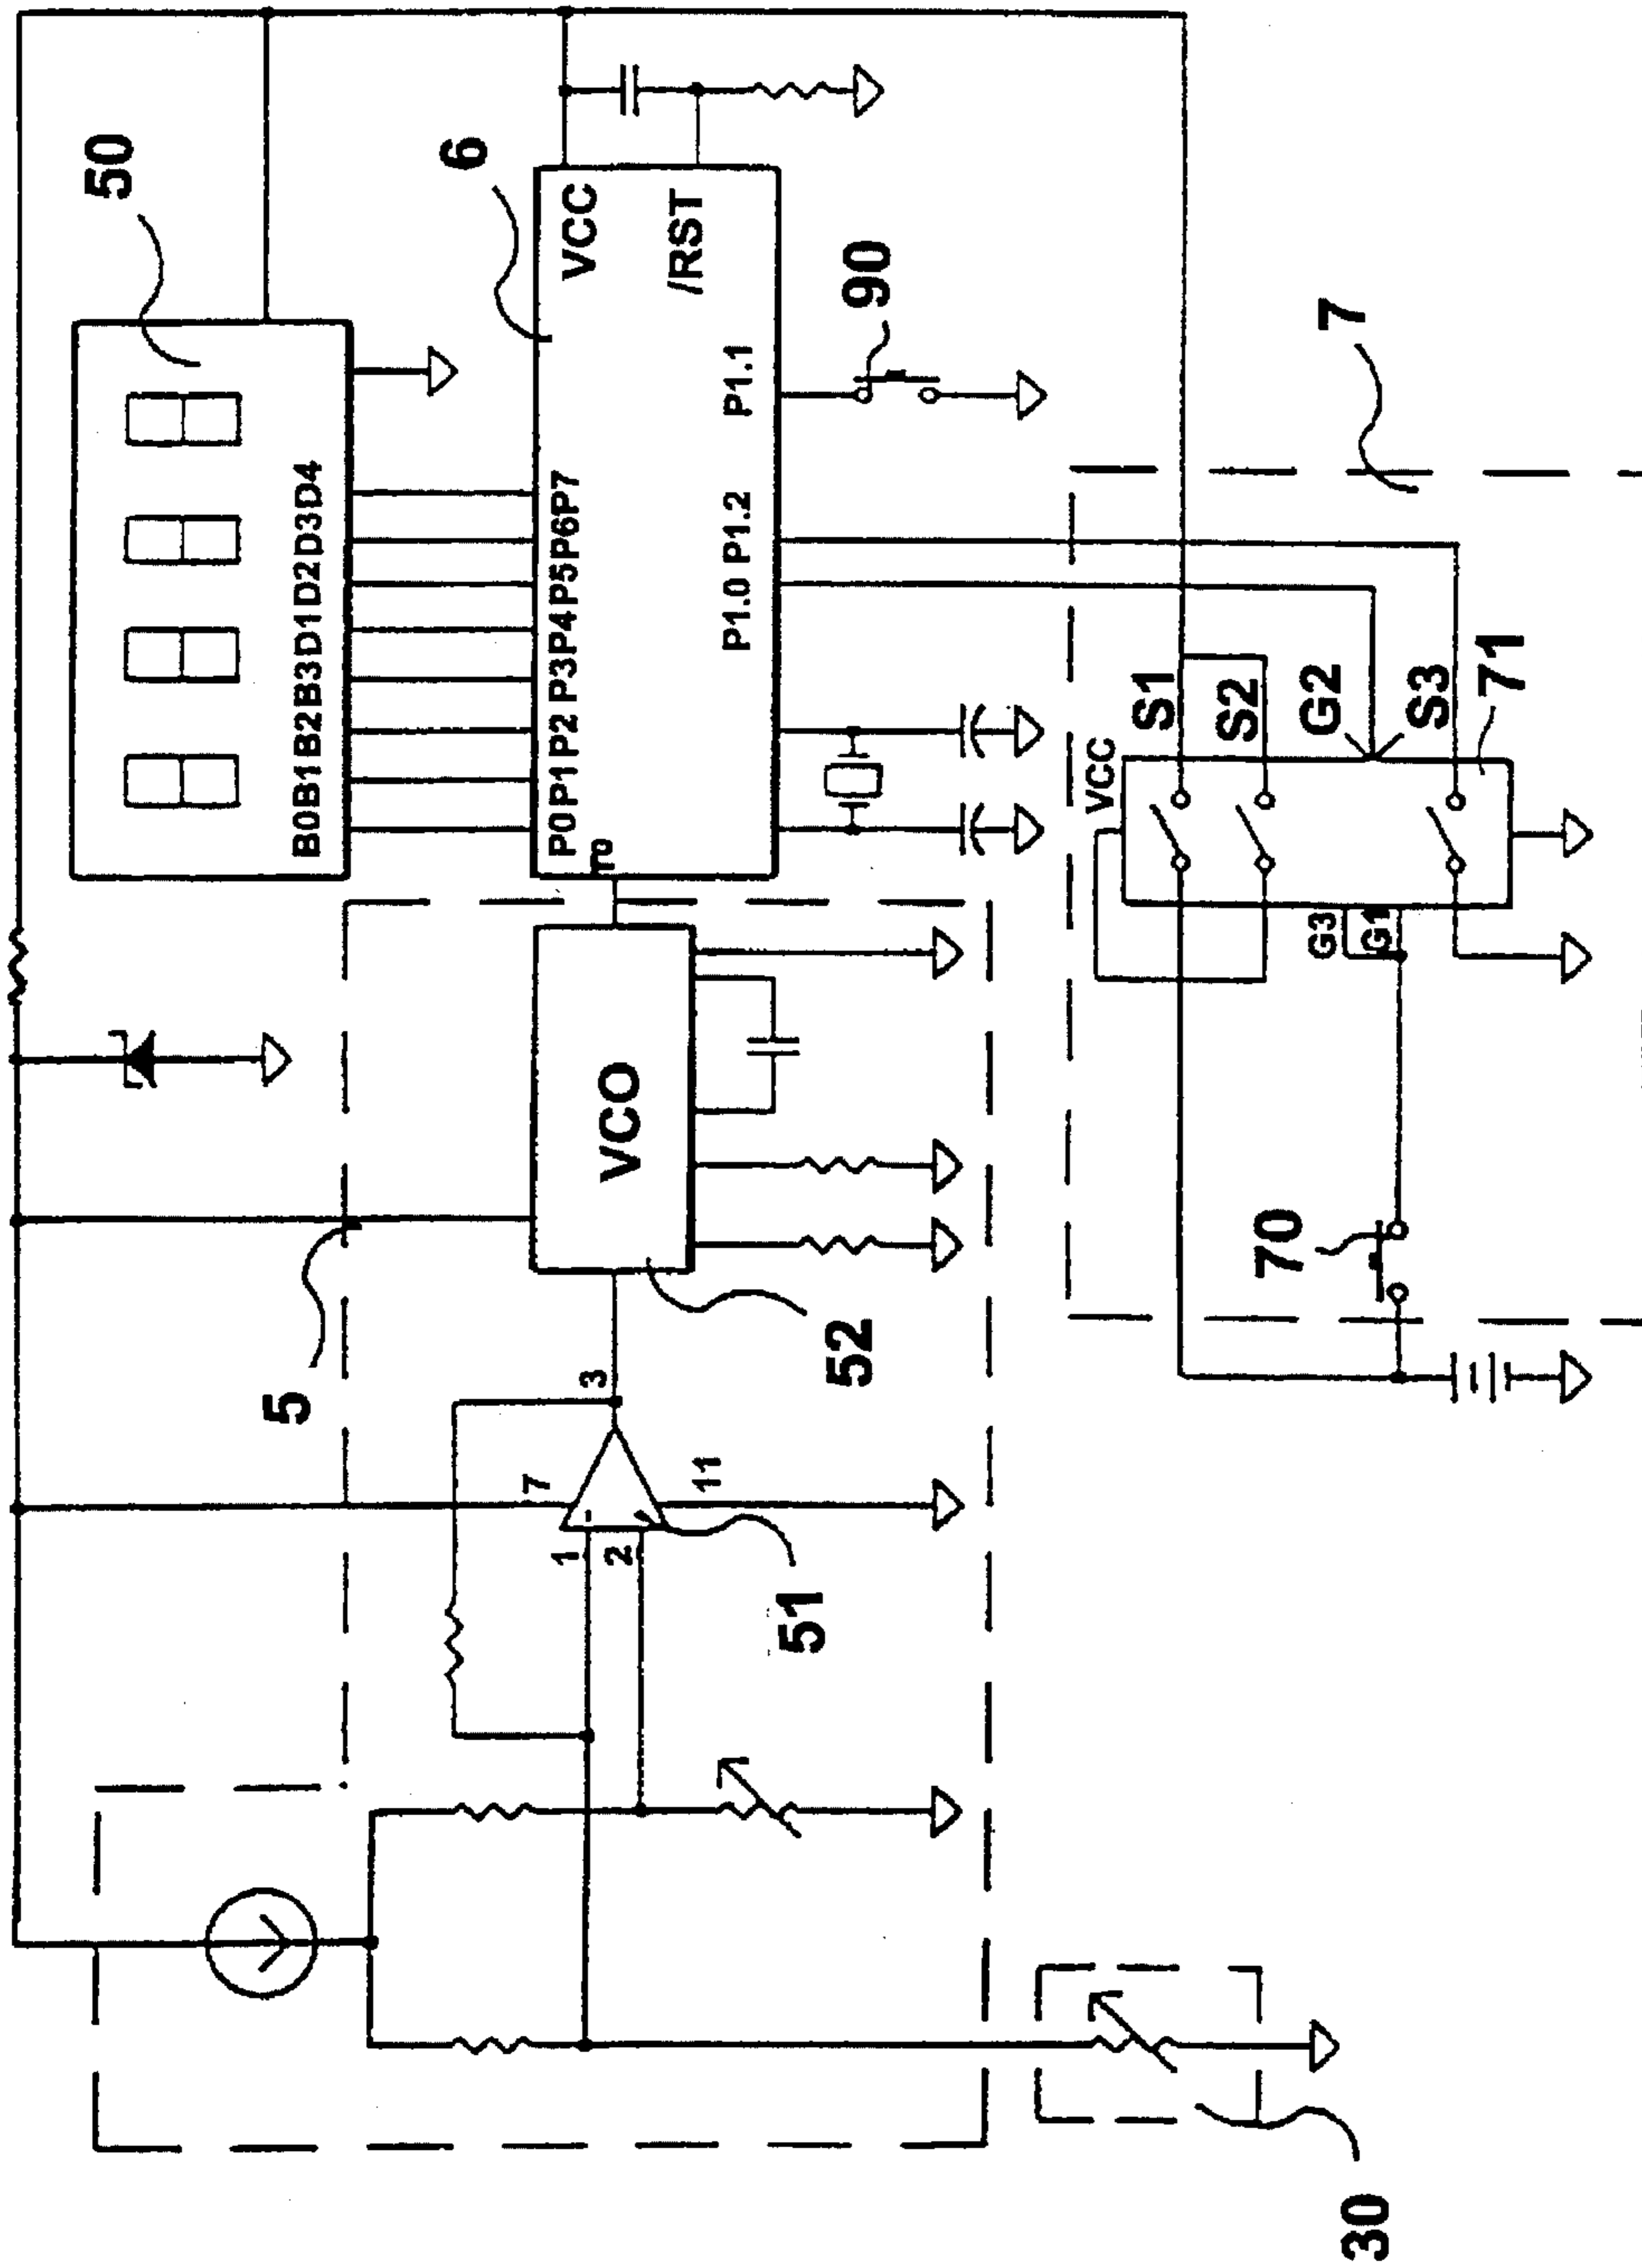 50
B0B1B2B3D1D2D3D4
6
VCC
P0P1P2 P3P4P5P6P7
T0
/RST
P1.0 P1.2
P1.1
90
5
VCO
52
3
7
1
2
11
51
7
VCC
S1
S2
G2
S3
G3
G1
71
70
30